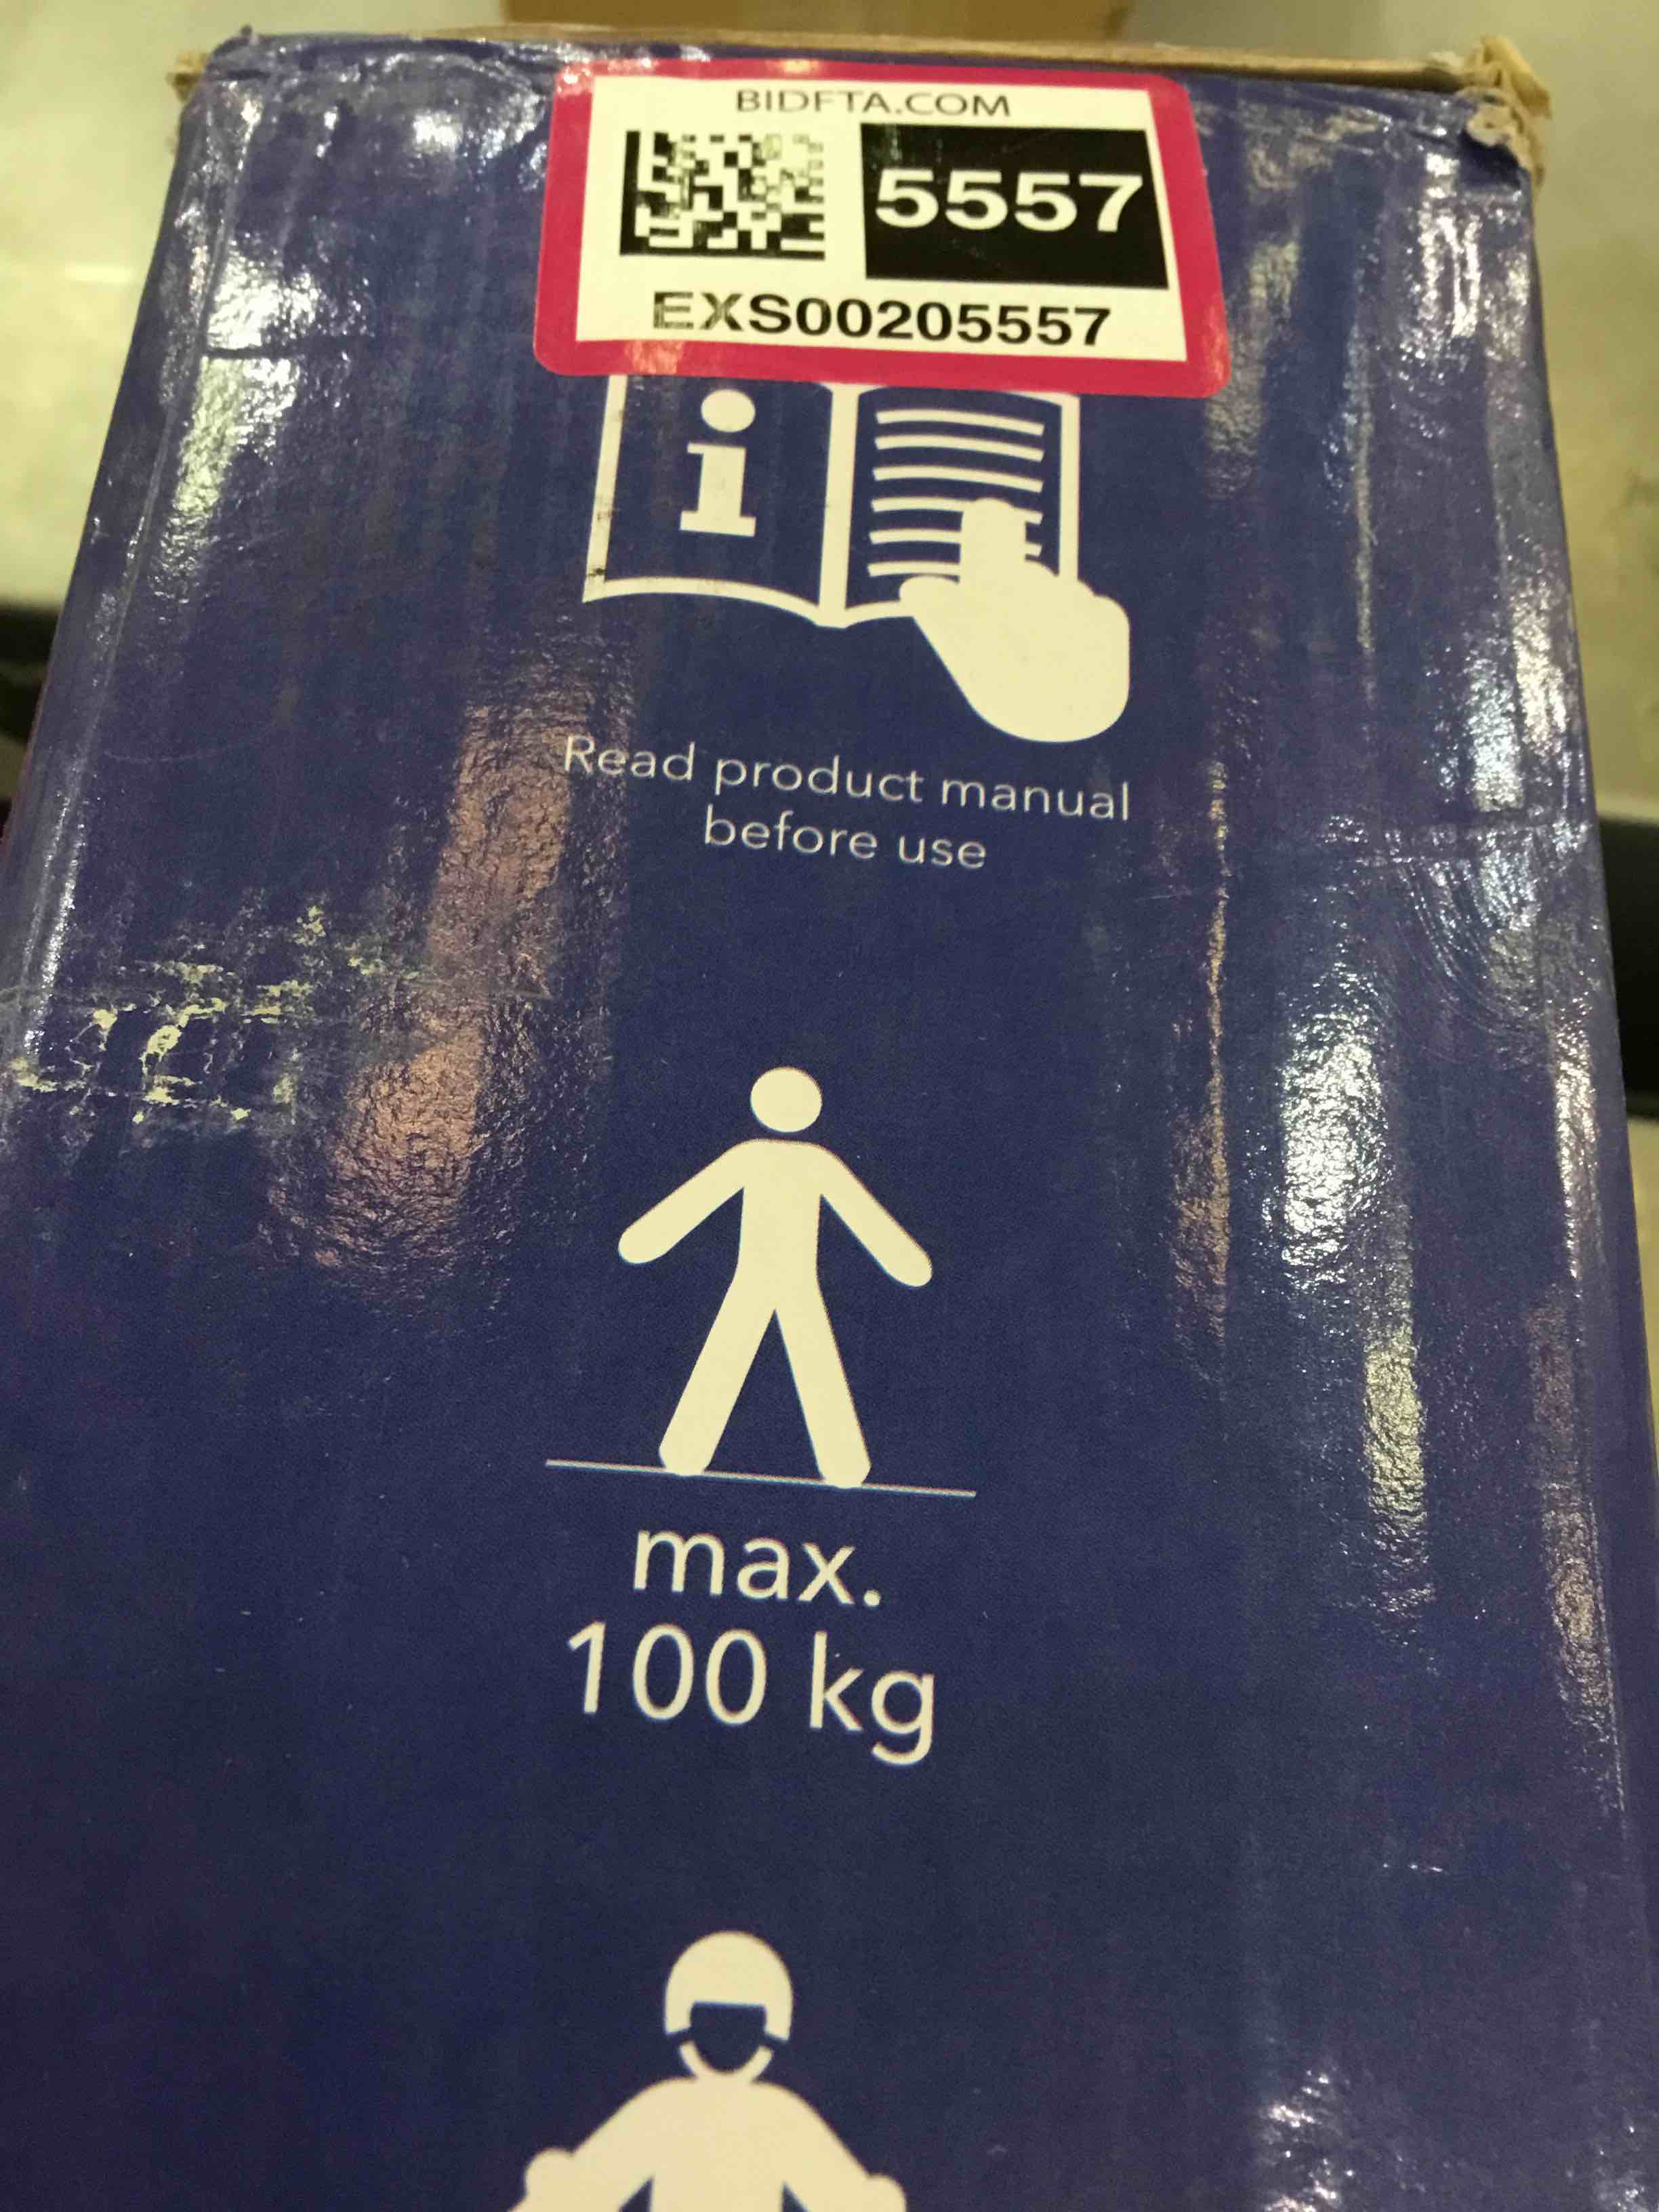 BIDFTA.COM
5557
EXS00205557
i
Read product manual
before use
max.
100 kg